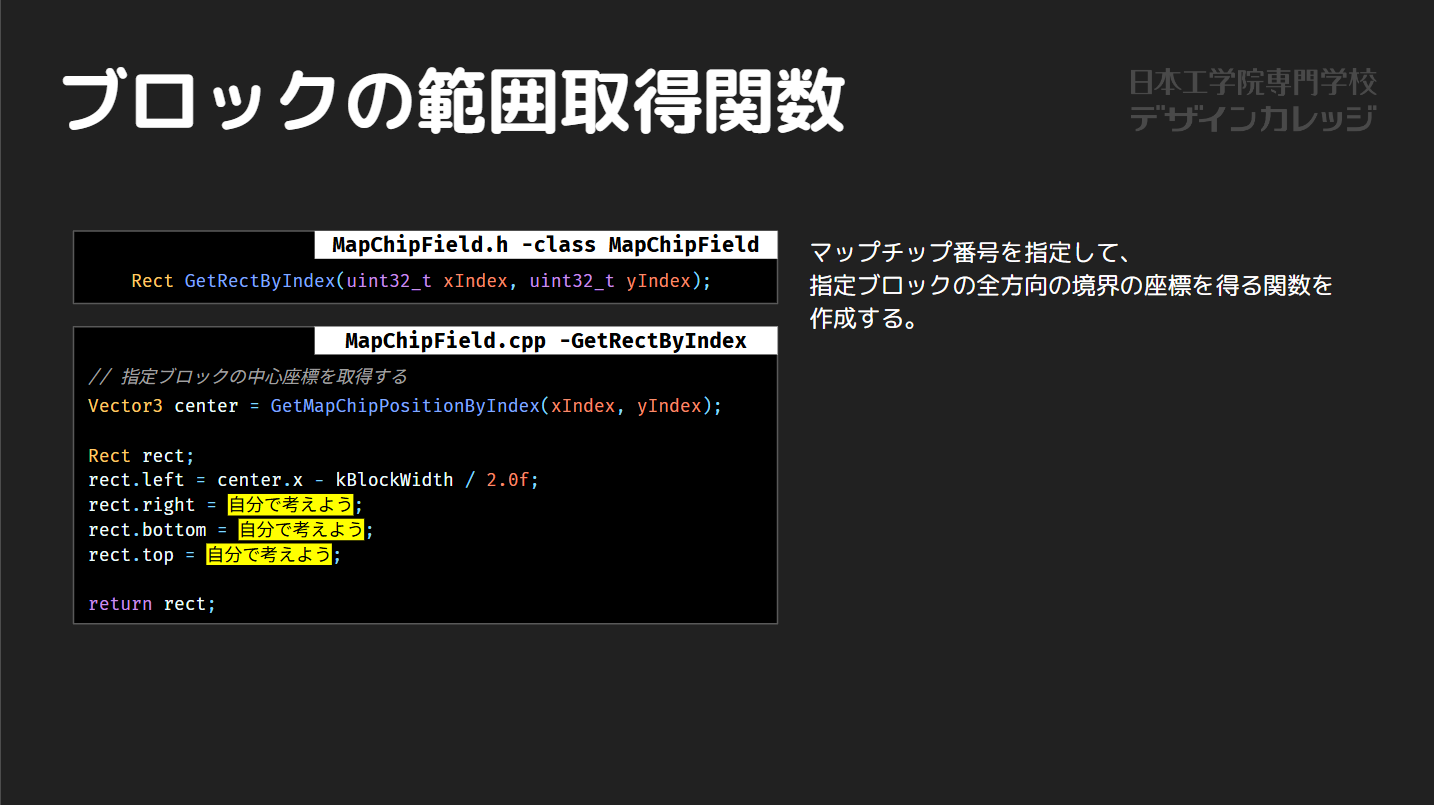 ブロックの範囲取得関数
日本工学院専門学校
デザインカレッジ
MapChipField.h -class MapChipField
Rect GetRectByIndex(uint32_t xIndex, uint32_t yIndex);
マップチップ番号を指定して、
指定ブロックの全方向の境界の座標を得る関数を
作成する。
MapChipField.cpp -GetRectByIndex
// 指定ブロックの中心座標を取得する
Vector3 center = GetMapChipPositionByIndex(xIndex, yIndex);
Rect rect;
rect.left = center.x - kBlockWidth / 2.0f;
rect.right = 自分で考えよう;
rect.bottom = 自分で考えよう;
rect.top = 自分で考えよう;
return rect;